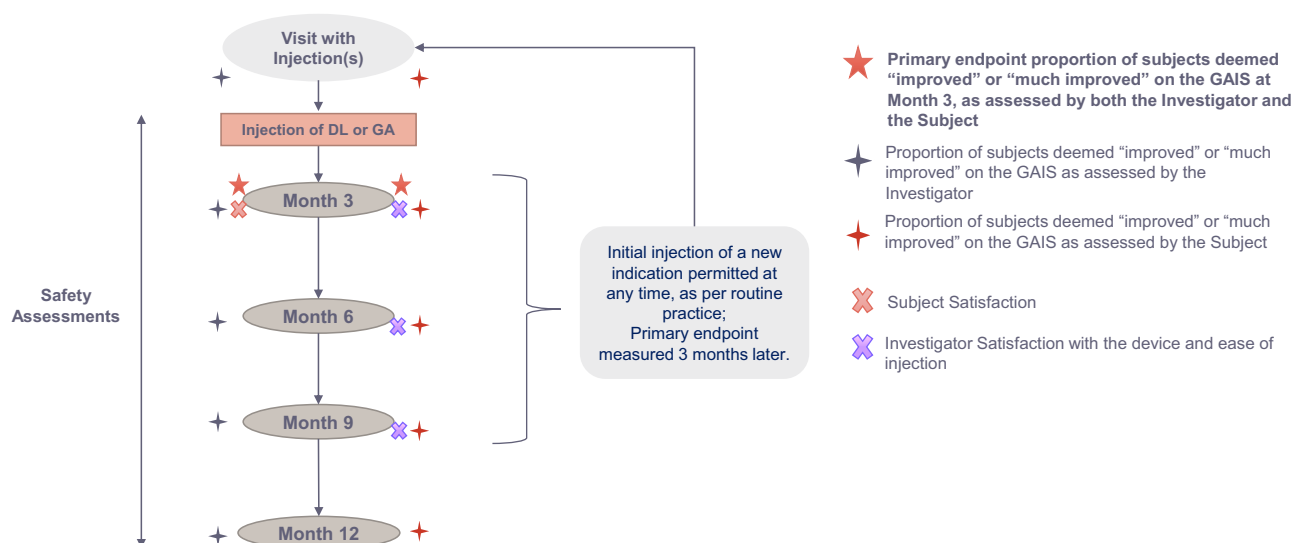 Visit with
Injection(s)
Injection of DL or GA
Month 3
Safety
Assessments
Month 6
Month 9
Month 12
Initial injection of a new
indication permitted at
any time, as per routine
practice;
Primary endpoint
measured 3 months later.
Primary endpoint proportion of subjects deemed
“improved” or “much improved” on the GAIS at
Month 3, as assessed by both the Investigator and
the Subject
Proportion of subjects deemed “improved” or “much
improved” on the GAIS as assessed by the
Investigator
Proportion of subjects deemed “improved” or “much
improved” on the GAIS as assessed by the Subject
Subject Satisfaction
Investigator Satisfaction with the device and ease of
injection